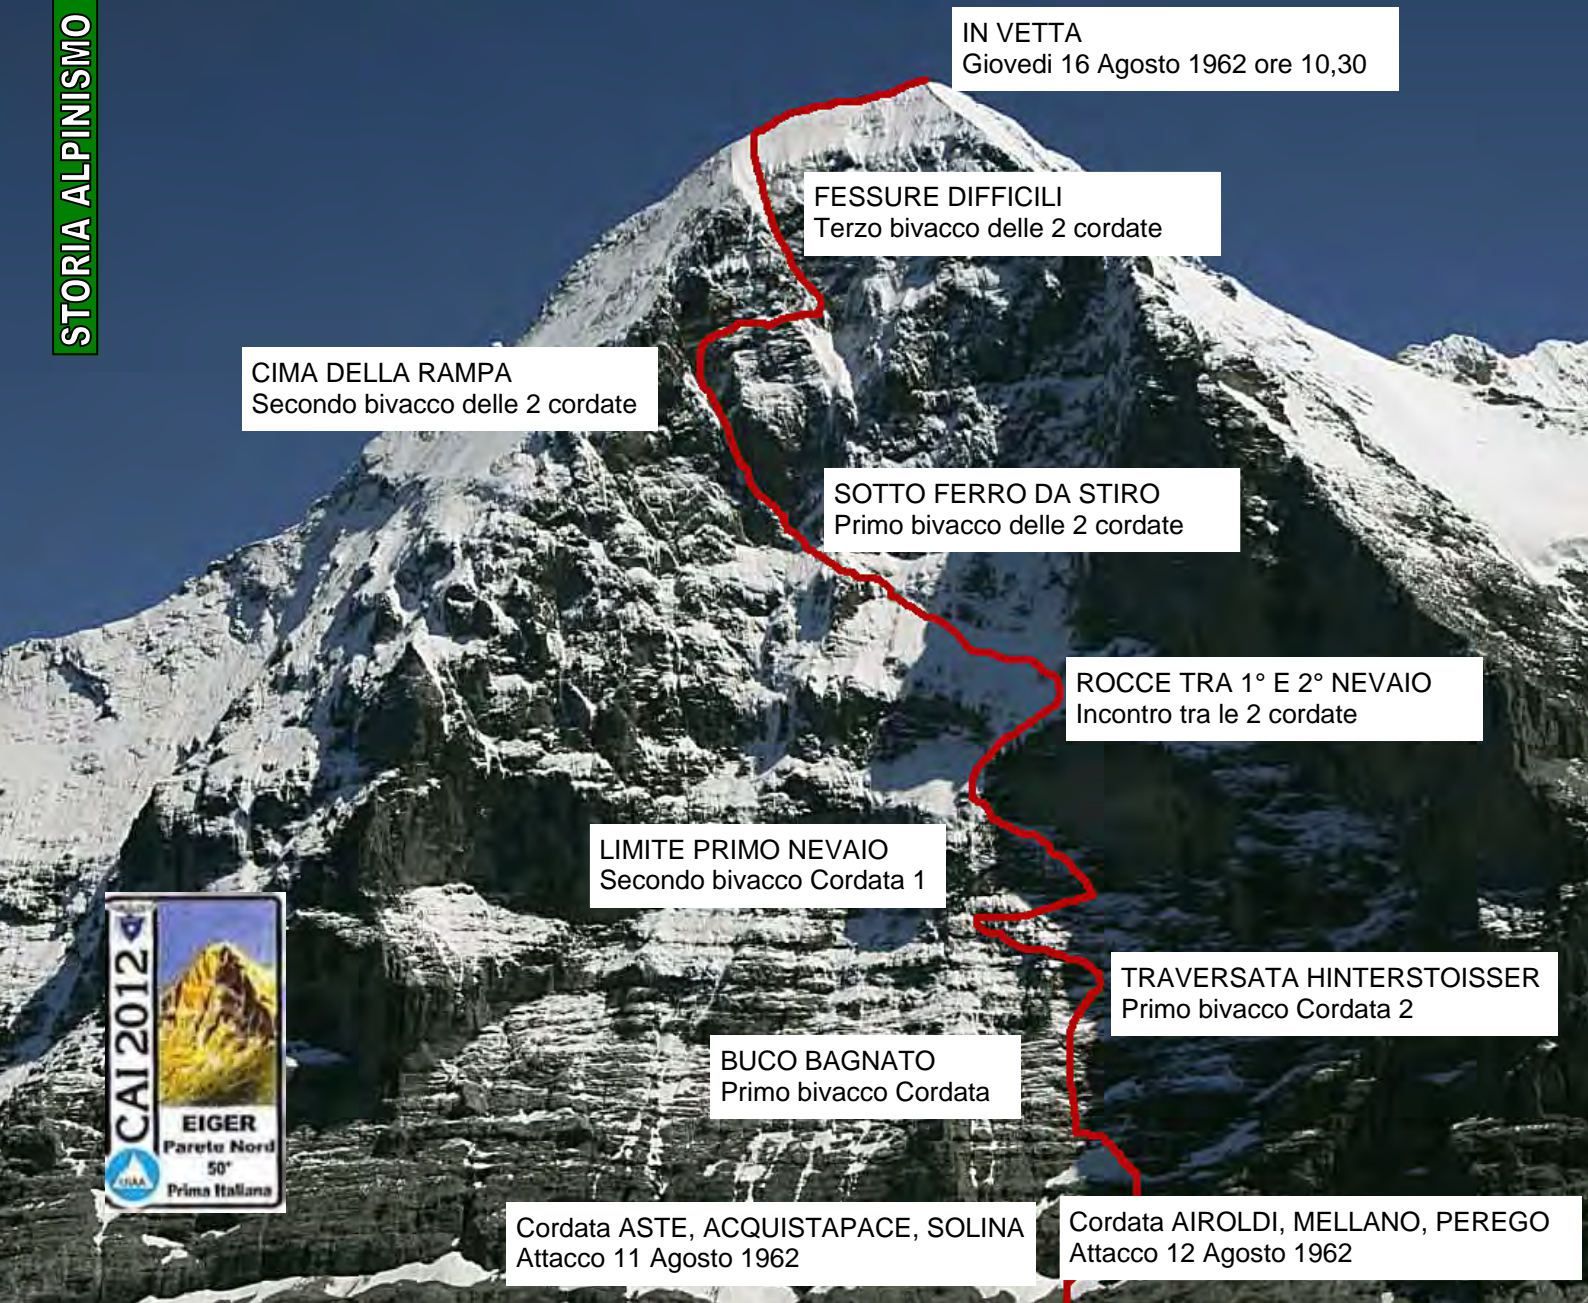 STORIA ALPINISMO
IN VETTA
Giovedi 16 Agosto 1962 ore 10,30
FESSURE DIFFICILI
Terzo bivacco delle 2 cordate
CIMA DELLA RAMPA
Secondo bivacco delle 2 cordate
SOTTO FERRO DA STIRO
Primo bivacco delle 2 cordate
ROCCE TRA 1° E 2° NEVAIO
Incontro tra le 2 cordate
LIMITE PRIMO NEVAIO
Secondo bivacco Cordata 1
TRAVERSATA HINTERSTOISSER
Primo bivacco Cordata 2
BUCO BAGNATO
Primo bivacco Cordata
CAI 2012
EIGER
Parete Nord
50°
Prima Italiana
Cordata ASTE, ACQUISTAPACE, SOLINA
Attacco 11 Agosto 1962
Cordata AIROLDI, MELLANO, PEREGO
Attacco 12 Agosto 1962